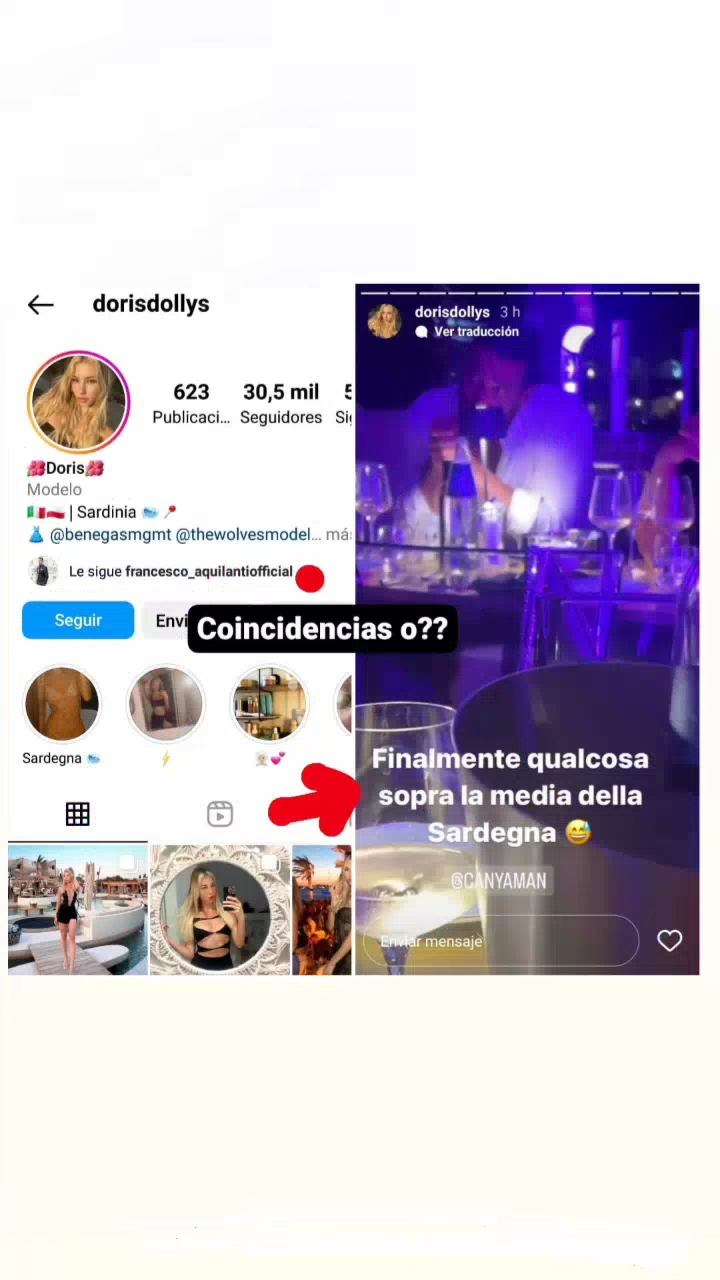 dorisdollys
623
30,5 mil
Publicaci...
Seguidores
🌺Doris🌺
Modelo
🇮🇹🇵🇱 | Sardinia 🐋📍
👗 @benegasmgmt @thewolvesmodel... má
Le sigue francesco_aquilantiofficial
Seguir
Envi
Sardegna 🐋
⚡
dorisdollys 3 h
Ver traducción
Coincidencias o??
Finalmente qualcosa
sopra la media della
Sardegna 😅
@CANYAMAN
Enviar mensaje